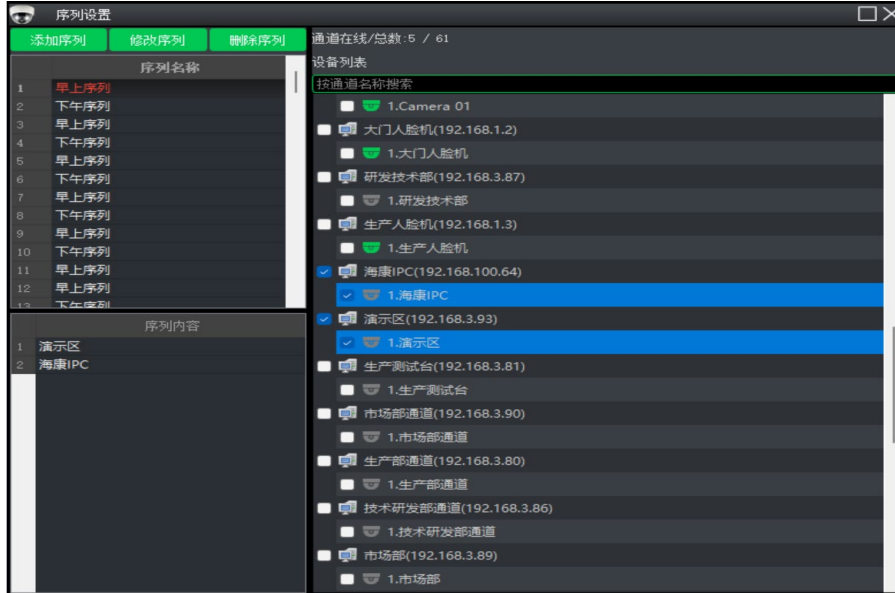 序列设置
添加序列 修改序列 删除序列
序列名称
1 早上序列
2 下午序列
3 早上序列
4 下午序列
5 早上序列
6 下午序列
7 早上序列
8 下午序列
9 早上序列
10 下午序列
11 早上序列
12 早上序列
13 下午序列
序列内容
1 演示区
2 海康IPC
通道在线/总数:5 / 61
设备列表
按通道名称搜索
1.Camera 01
大门人脸机(192.168.1.2)
1.大门人脸机
研发技术部(192.168.3.87)
1.研发技术部
生产人脸机(192.168.1.3)
1.生产人脸机
海康IPC(192.168.100.64)
1.海康IPC
演示区(192.168.3.93)
1.演示区
生产测试台(192.168.3.81)
1.生产测试台
市场部通道(192.168.3.90)
1.市场部通道
生产部通道(192.168.3.80)
1.生产部通道
技术研发部通道(192.168.3.86)
1.技术研发部通道
市场部(192.168.3.89)
1.市场部